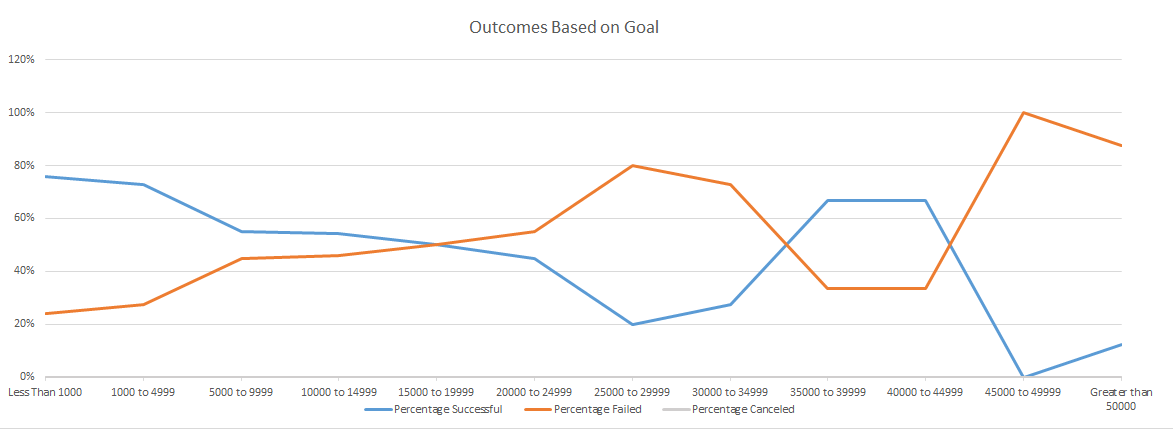 Outcomes Based on Goal
120%
100%
80%
60%
40%
20%
0%
Less Than 1000 1000 to 4999 5000 to 9999 10000 to 14999 15000 to 19999 20000 to 24999 25000 to 29999 30000 to 34999 35000 to 39999 40000 to 44999 45000 to 49999 Greater than
50000
Percentage Successful Percentage Failed Percentage Canceled